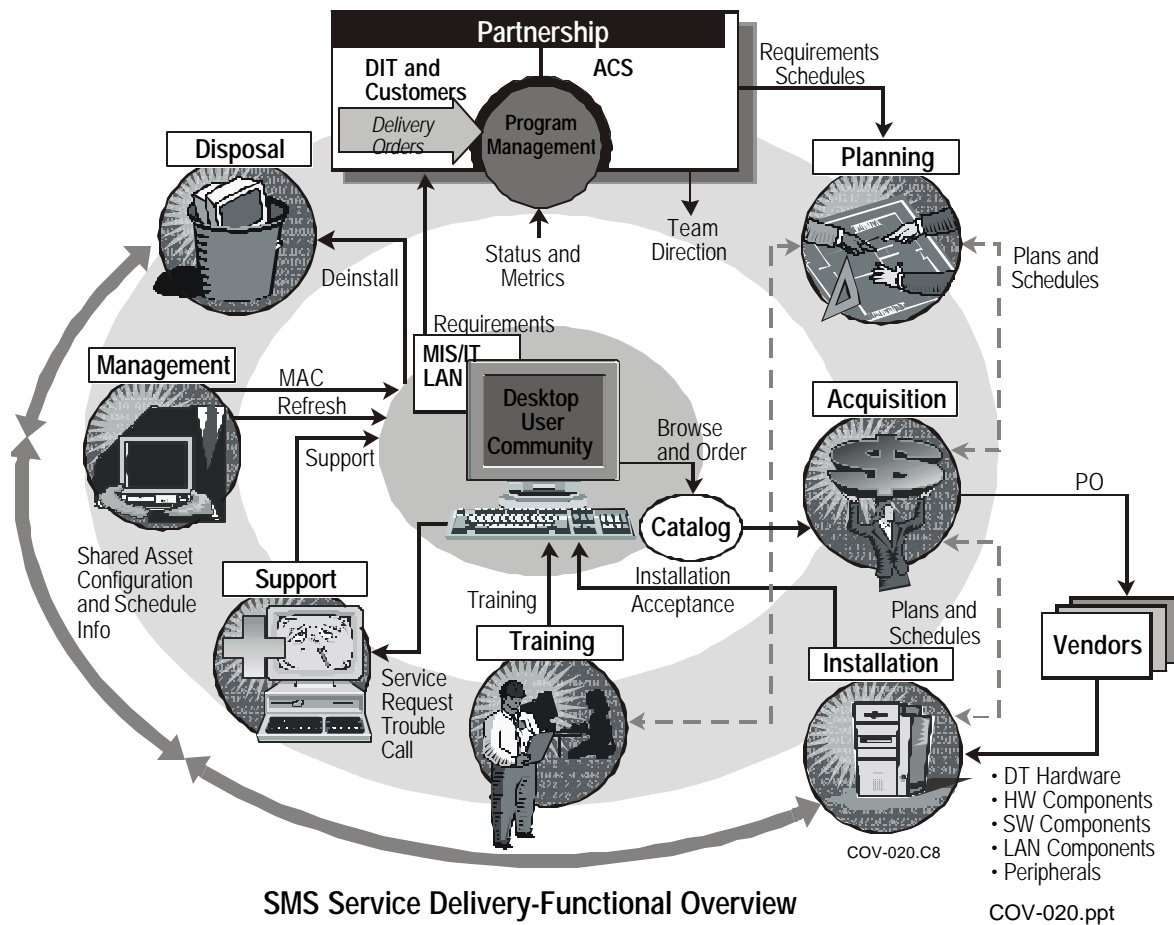 Partnership
DIT and
Customers
ACS
Delivery
Orders
Program
Management
Requirements
Schedules
Disposal
Planning
Status and
Metrics
Team
Direction
Plans and
Schedules
Deinstall
Requirements
MIS/IT
LAN
Management
MAC
Refresh
Support
Desktop
User
Community
Browse
and Order
Acquisition
PO
Catalog
Shared Asset
Configuration
and Schedule
Info
Support
Training
Installation
Acceptance
Plans and
Schedules
Vendors
Training
Installation
Service
Request
Trouble
Call
• DT Hardware
• HW Components
• SW Components
• LAN Components
• Peripherals
COV-020.C8
SMS Service Delivery-Functional Overview
COV-020.ppt